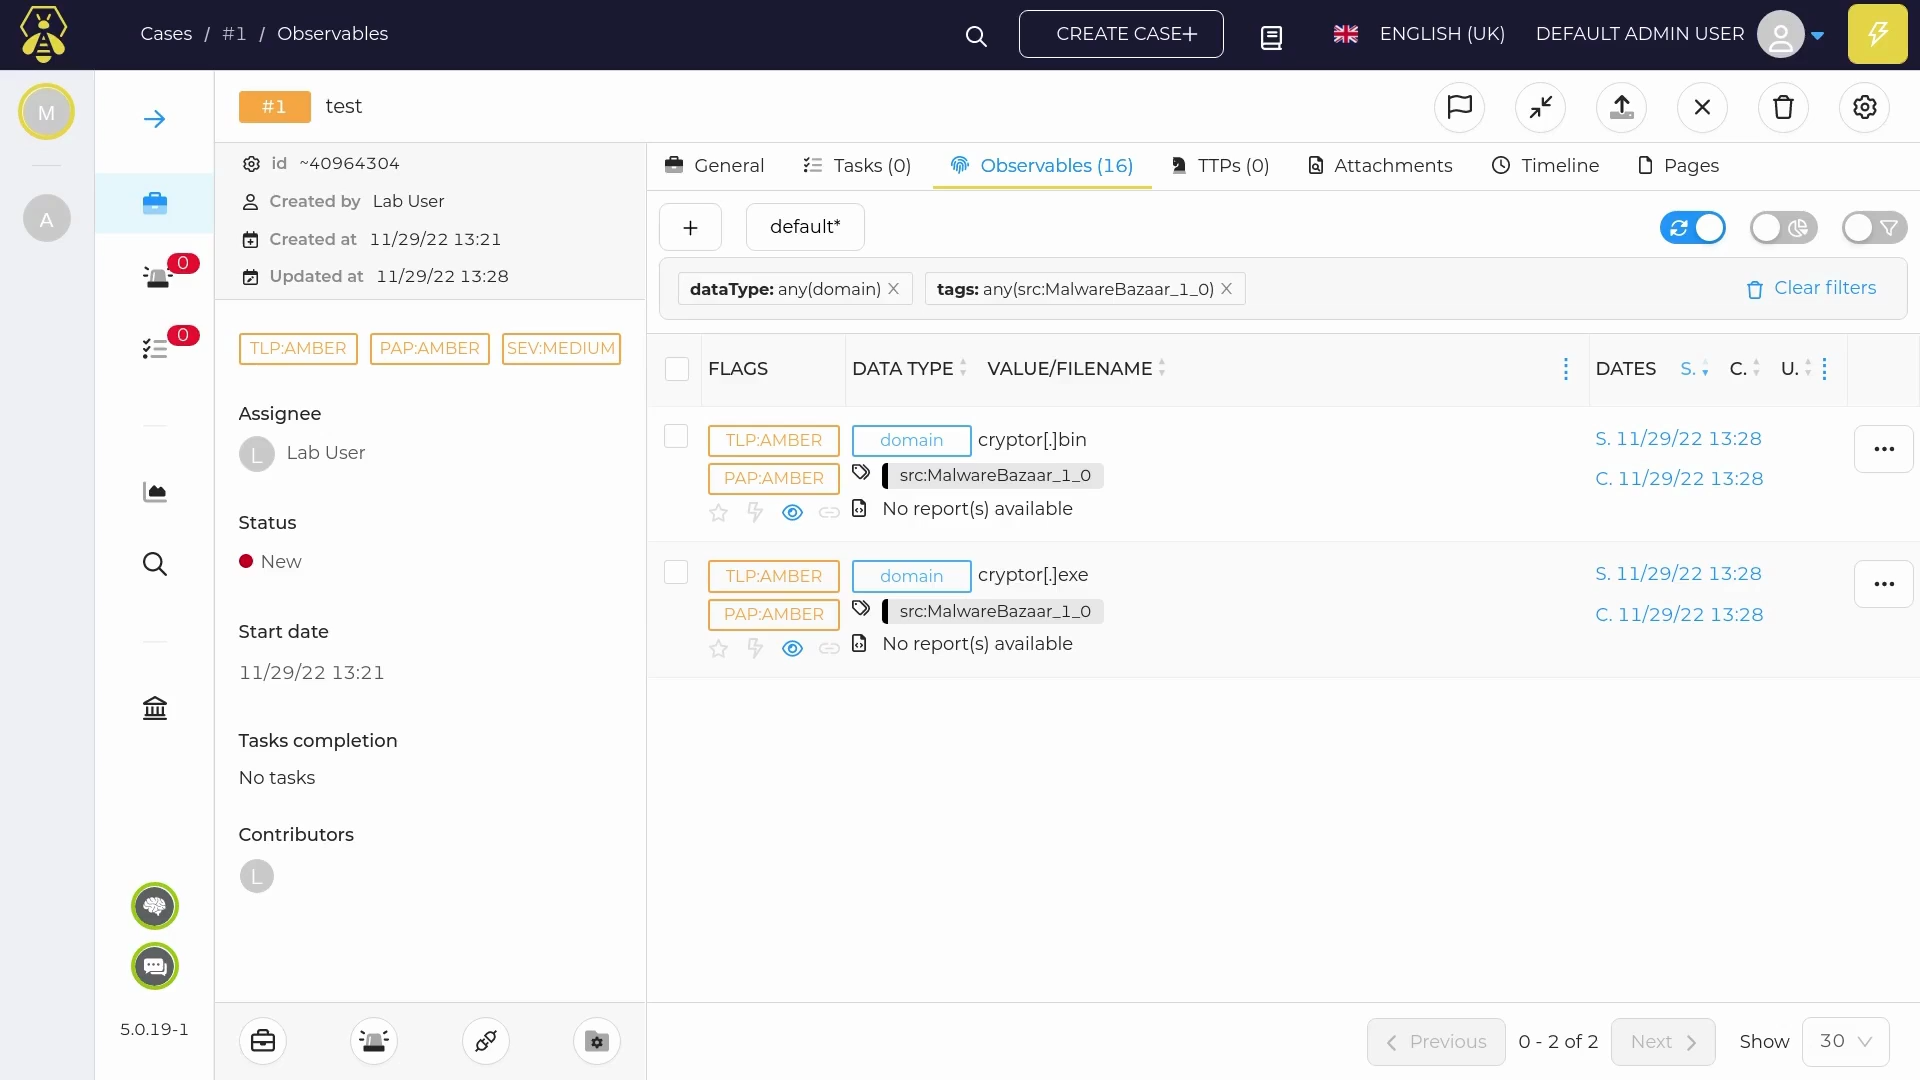 Cases / #1 / Observables
CREATE CASE+
ENGLISH (UK)
DEFAULT ADMIN USER
M
A
0
0
5.0.19-1
#1 test
id ~40964304
Created by Lab User
Created at 11/29/22 13:21
Updated at 11/29/22 13:28
TLP:AMBER PAP:AMBER SEV:MEDIUM
Assignee
L Lab User
Status
New
Start date
11/29/22 13:21
Tasks completion
No tasks
Contributors
L
General Tasks (0) Observables (16) TTPs (0) Attachments Timeline Pages
+ default*
dataType: any(domain) tags: any(src:MalwareBazaar_1_0) Clear filters
FLAGS DATA TYPE VALUE/FILENAME DATES S. C. U.
TLP:AMBER domain cryptor[.]bin S. 11/29/22 13:28
PAP:AMBER src:MalwareBazaar_1_0 C. 11/29/22 13:28
No report(s) available
TLP:AMBER domain cryptor[.]exe S. 11/29/22 13:28
PAP:AMBER src:MalwareBazaar_1_0 C. 11/29/22 13:28
No report(s) available
Previous 0 - 2 of 2 Next Show 30